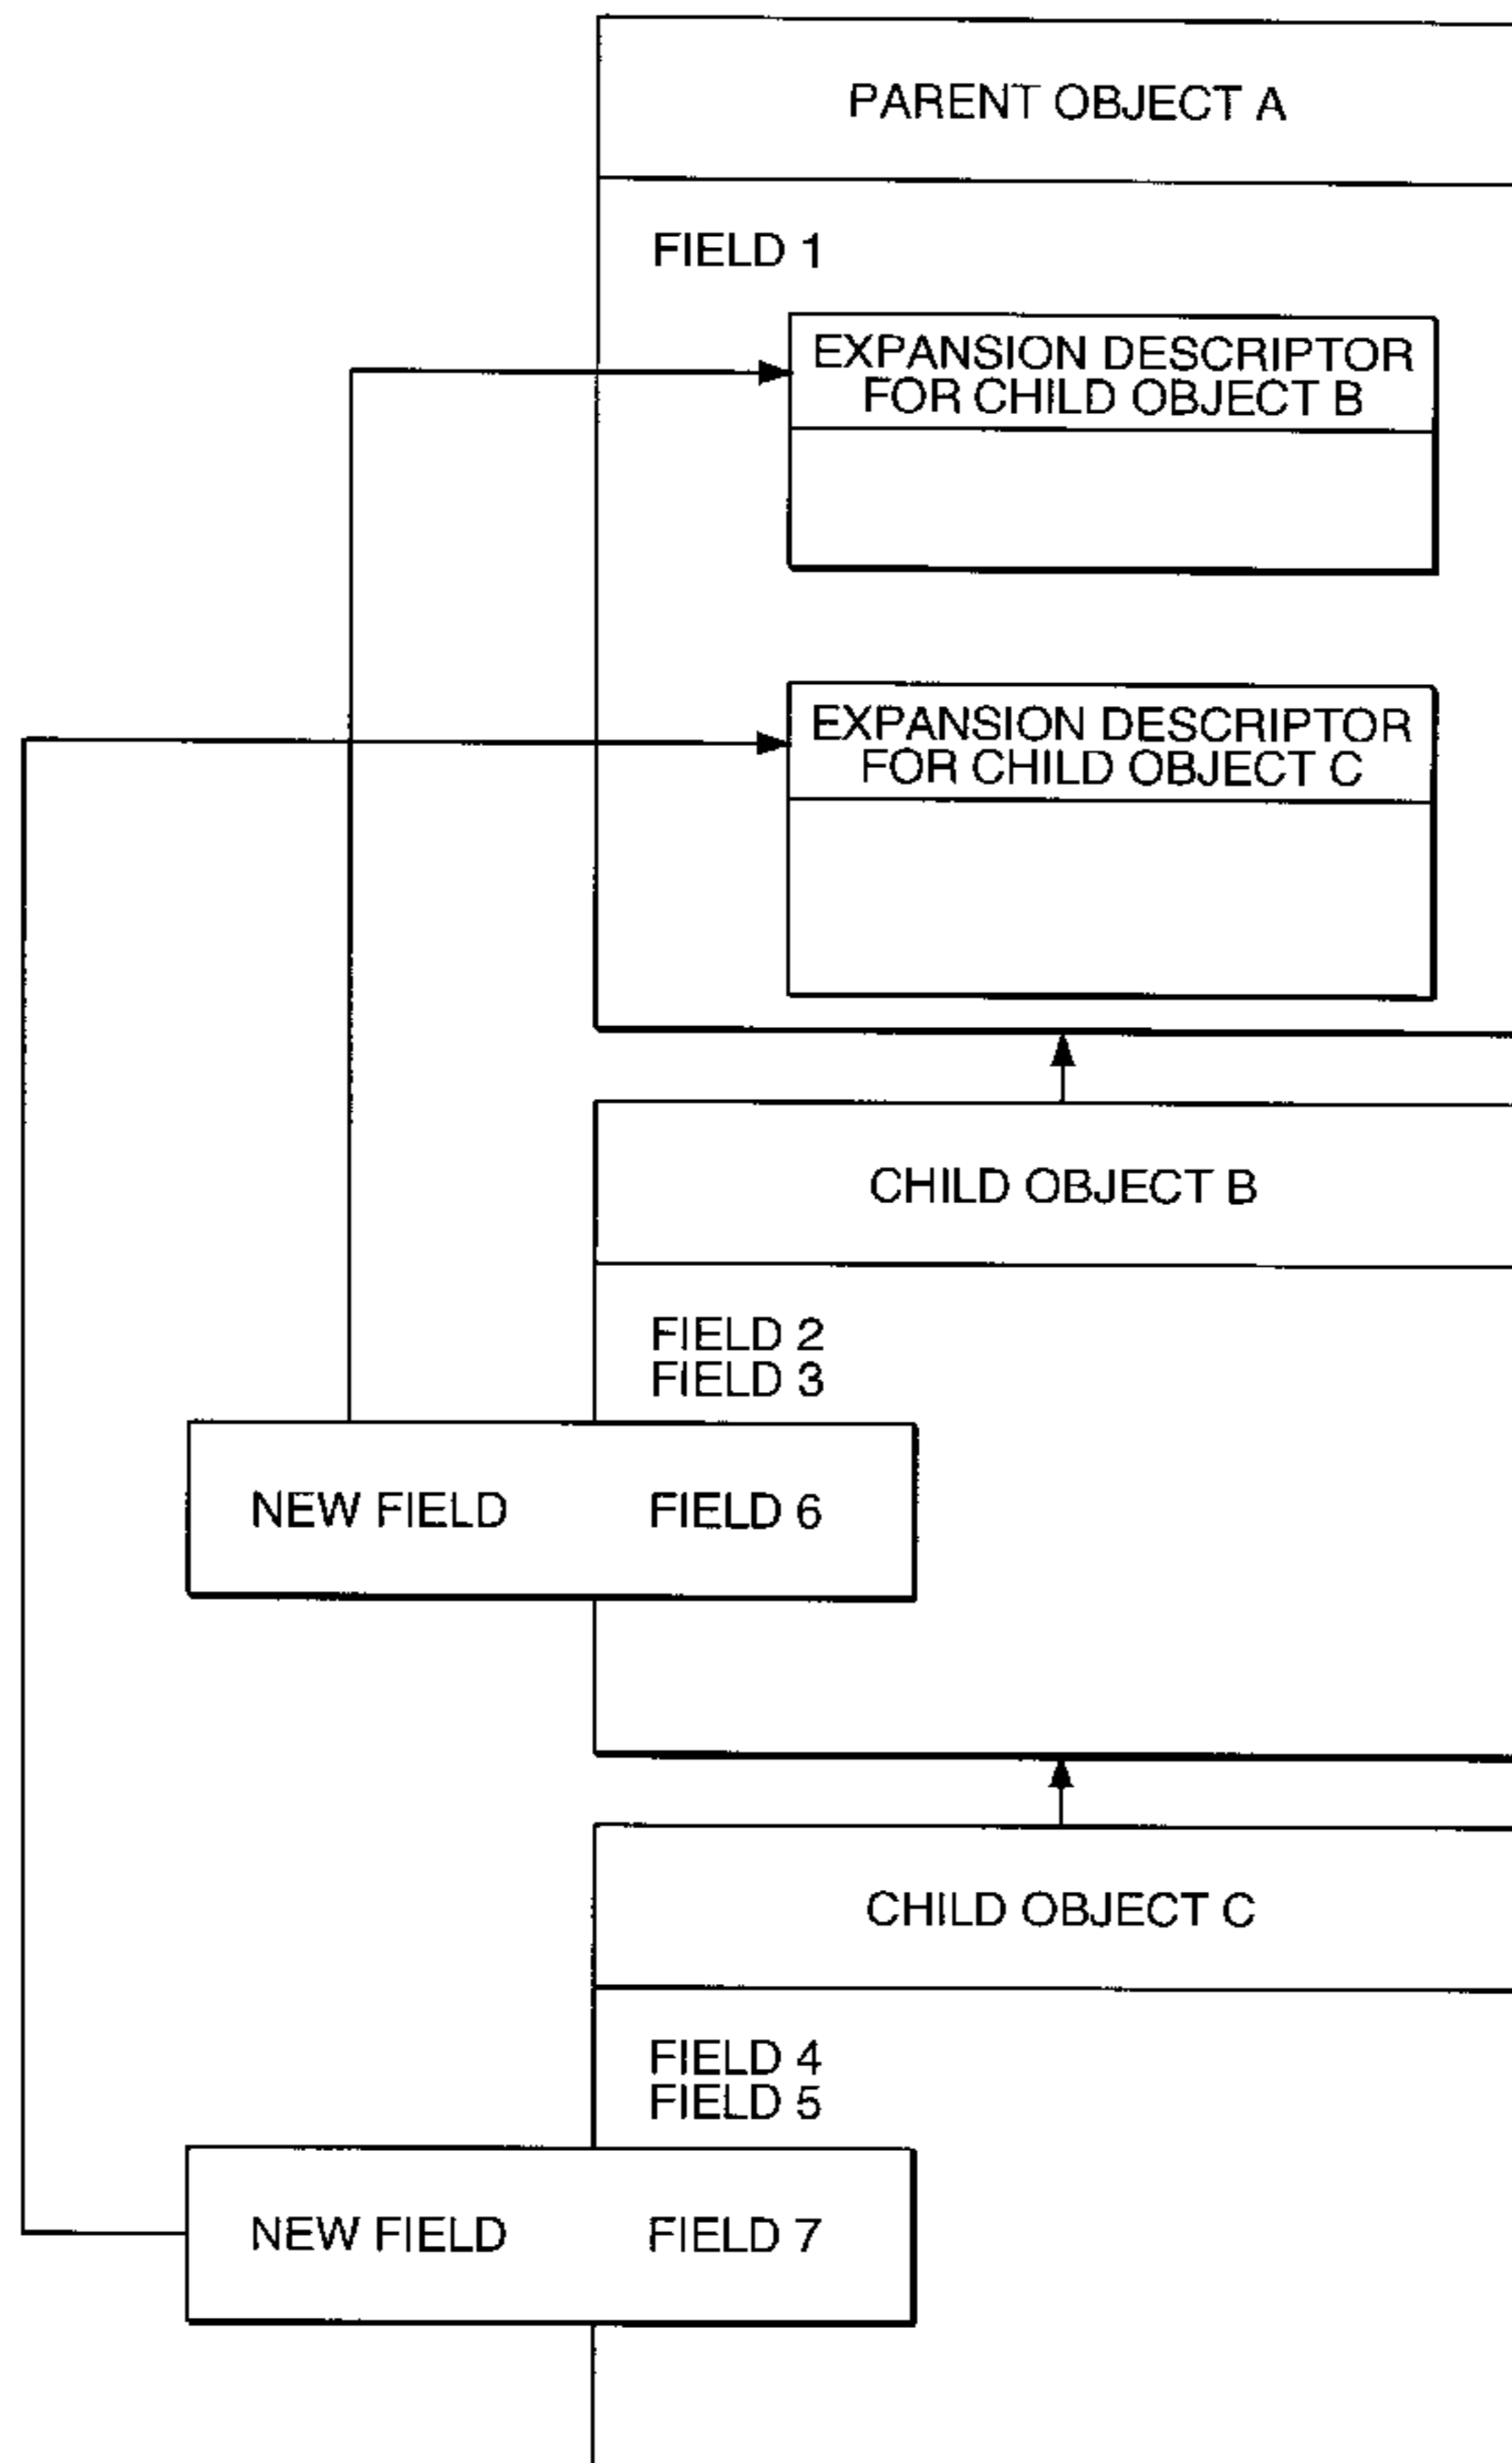 PARENT OBJECT A
FIELD 1
EXPANSION DESCRIPTOR
FOR CHILD OBJECT B
EXPANSION DESCRIPTOR
FOR CHILD OBJECT C
CHILD OBJECT B
FIELD 2
FIELD 3
NEW FIELD FIELD 6
CHILD OBJECT C
FIELD 4
FIELD 5
NEW FIELD FIELD 7